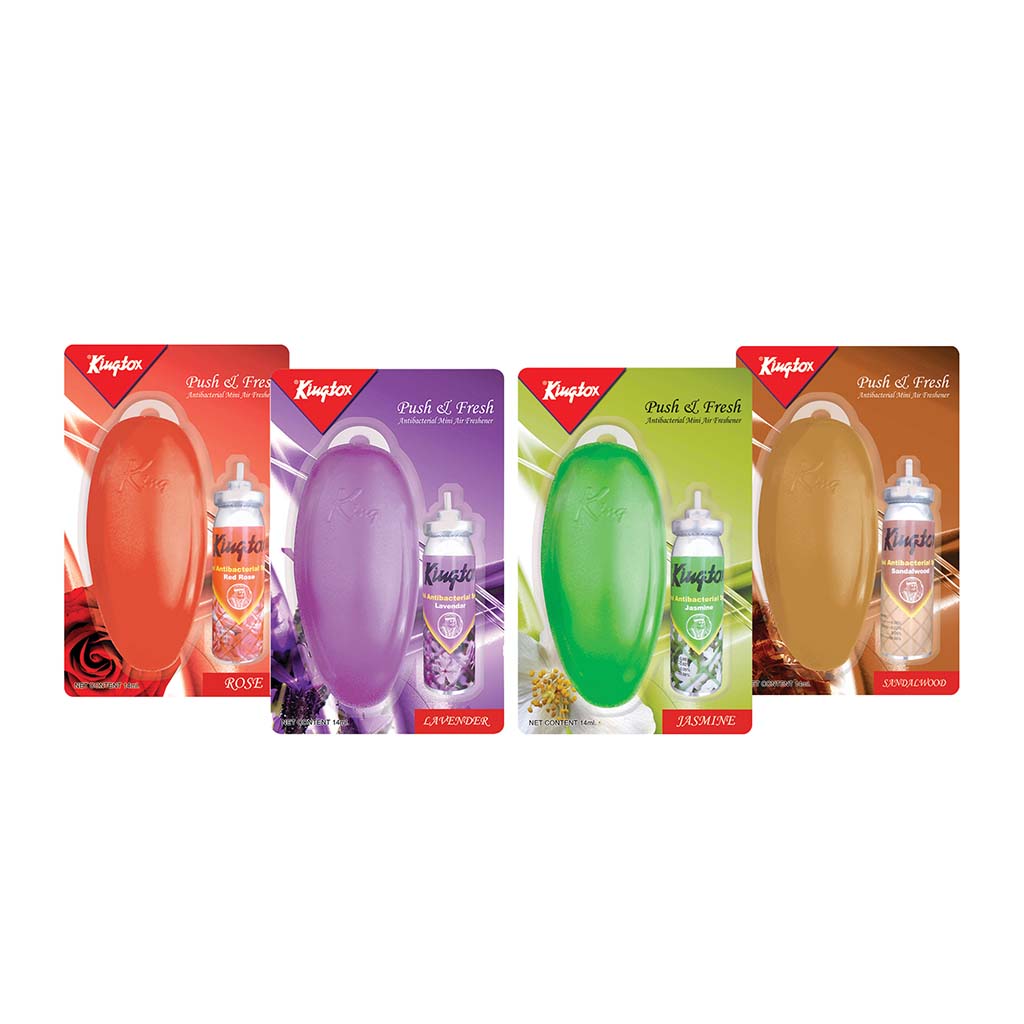 ®Kingtox
Push & Fresh
Antibacterial Mini Air Freshener
King
Kingtox
Antibacterial
Red Rose
NET CONTENT 14ml.
ROSE
®Kingtox
Push & Fresh
Antibacterial Mini Air Freshener
King
Kingtox
Antibacterial
Lavendar
NET CONTENT 14ml.
LAVENDER
®Kingtox
Push & Fresh
Antibacterial Mini Air Freshener
King
Kingtox
Antibacterial
Jasmine
NET CONTENT 14ml.
JASMINE
®Kingtox
Push & Fresh
Antibacterial Mini Air Freshener
King
Kingtox
Antibacterial
Sandalwood
NET CONTENT 14ml.
SANDALWOOD